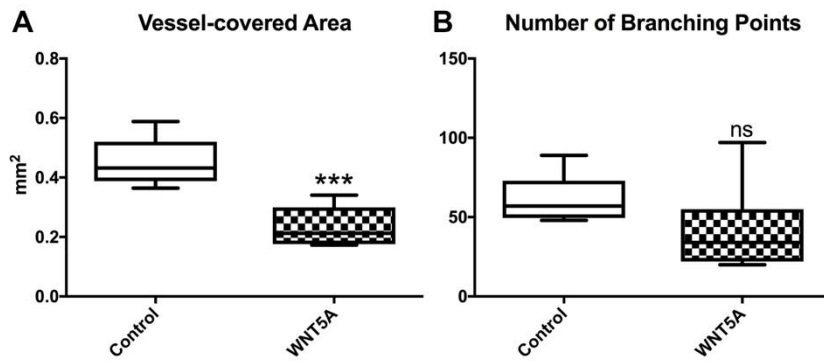 A Vessel-covered Area
0.8
0.6
0.4
0.2
0.0
mm²
***
Control
WNT5A
B Number of Branching Points
150
100
50
0
ns
Control
WNT5A